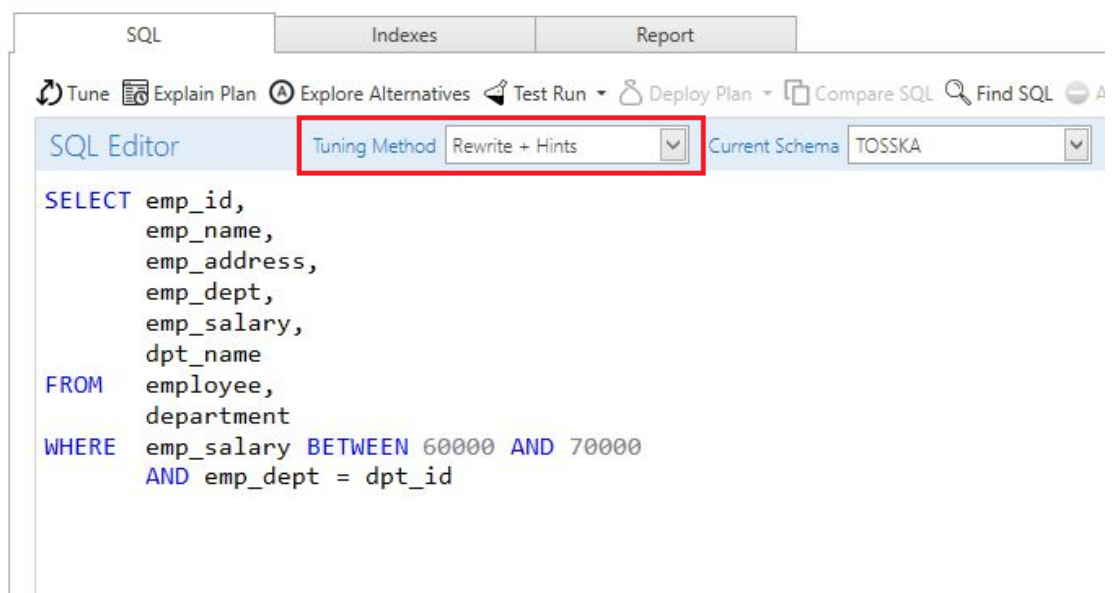 SQL Indexes Report
Tune Explain Plan Explore Alternatives Test Run Deploy Plan Compare SQL Find SQL
SQL Editor Tuning Method Rewrite + Hints Current Schema TOSSKA
SELECT emp_id,
emp_name,
emp_address,
emp_dept,
emp_salary,
dpt_name
FROM employee,
department
WHERE emp_salary BETWEEN 60000 AND 70000
AND emp_dept = dpt_id